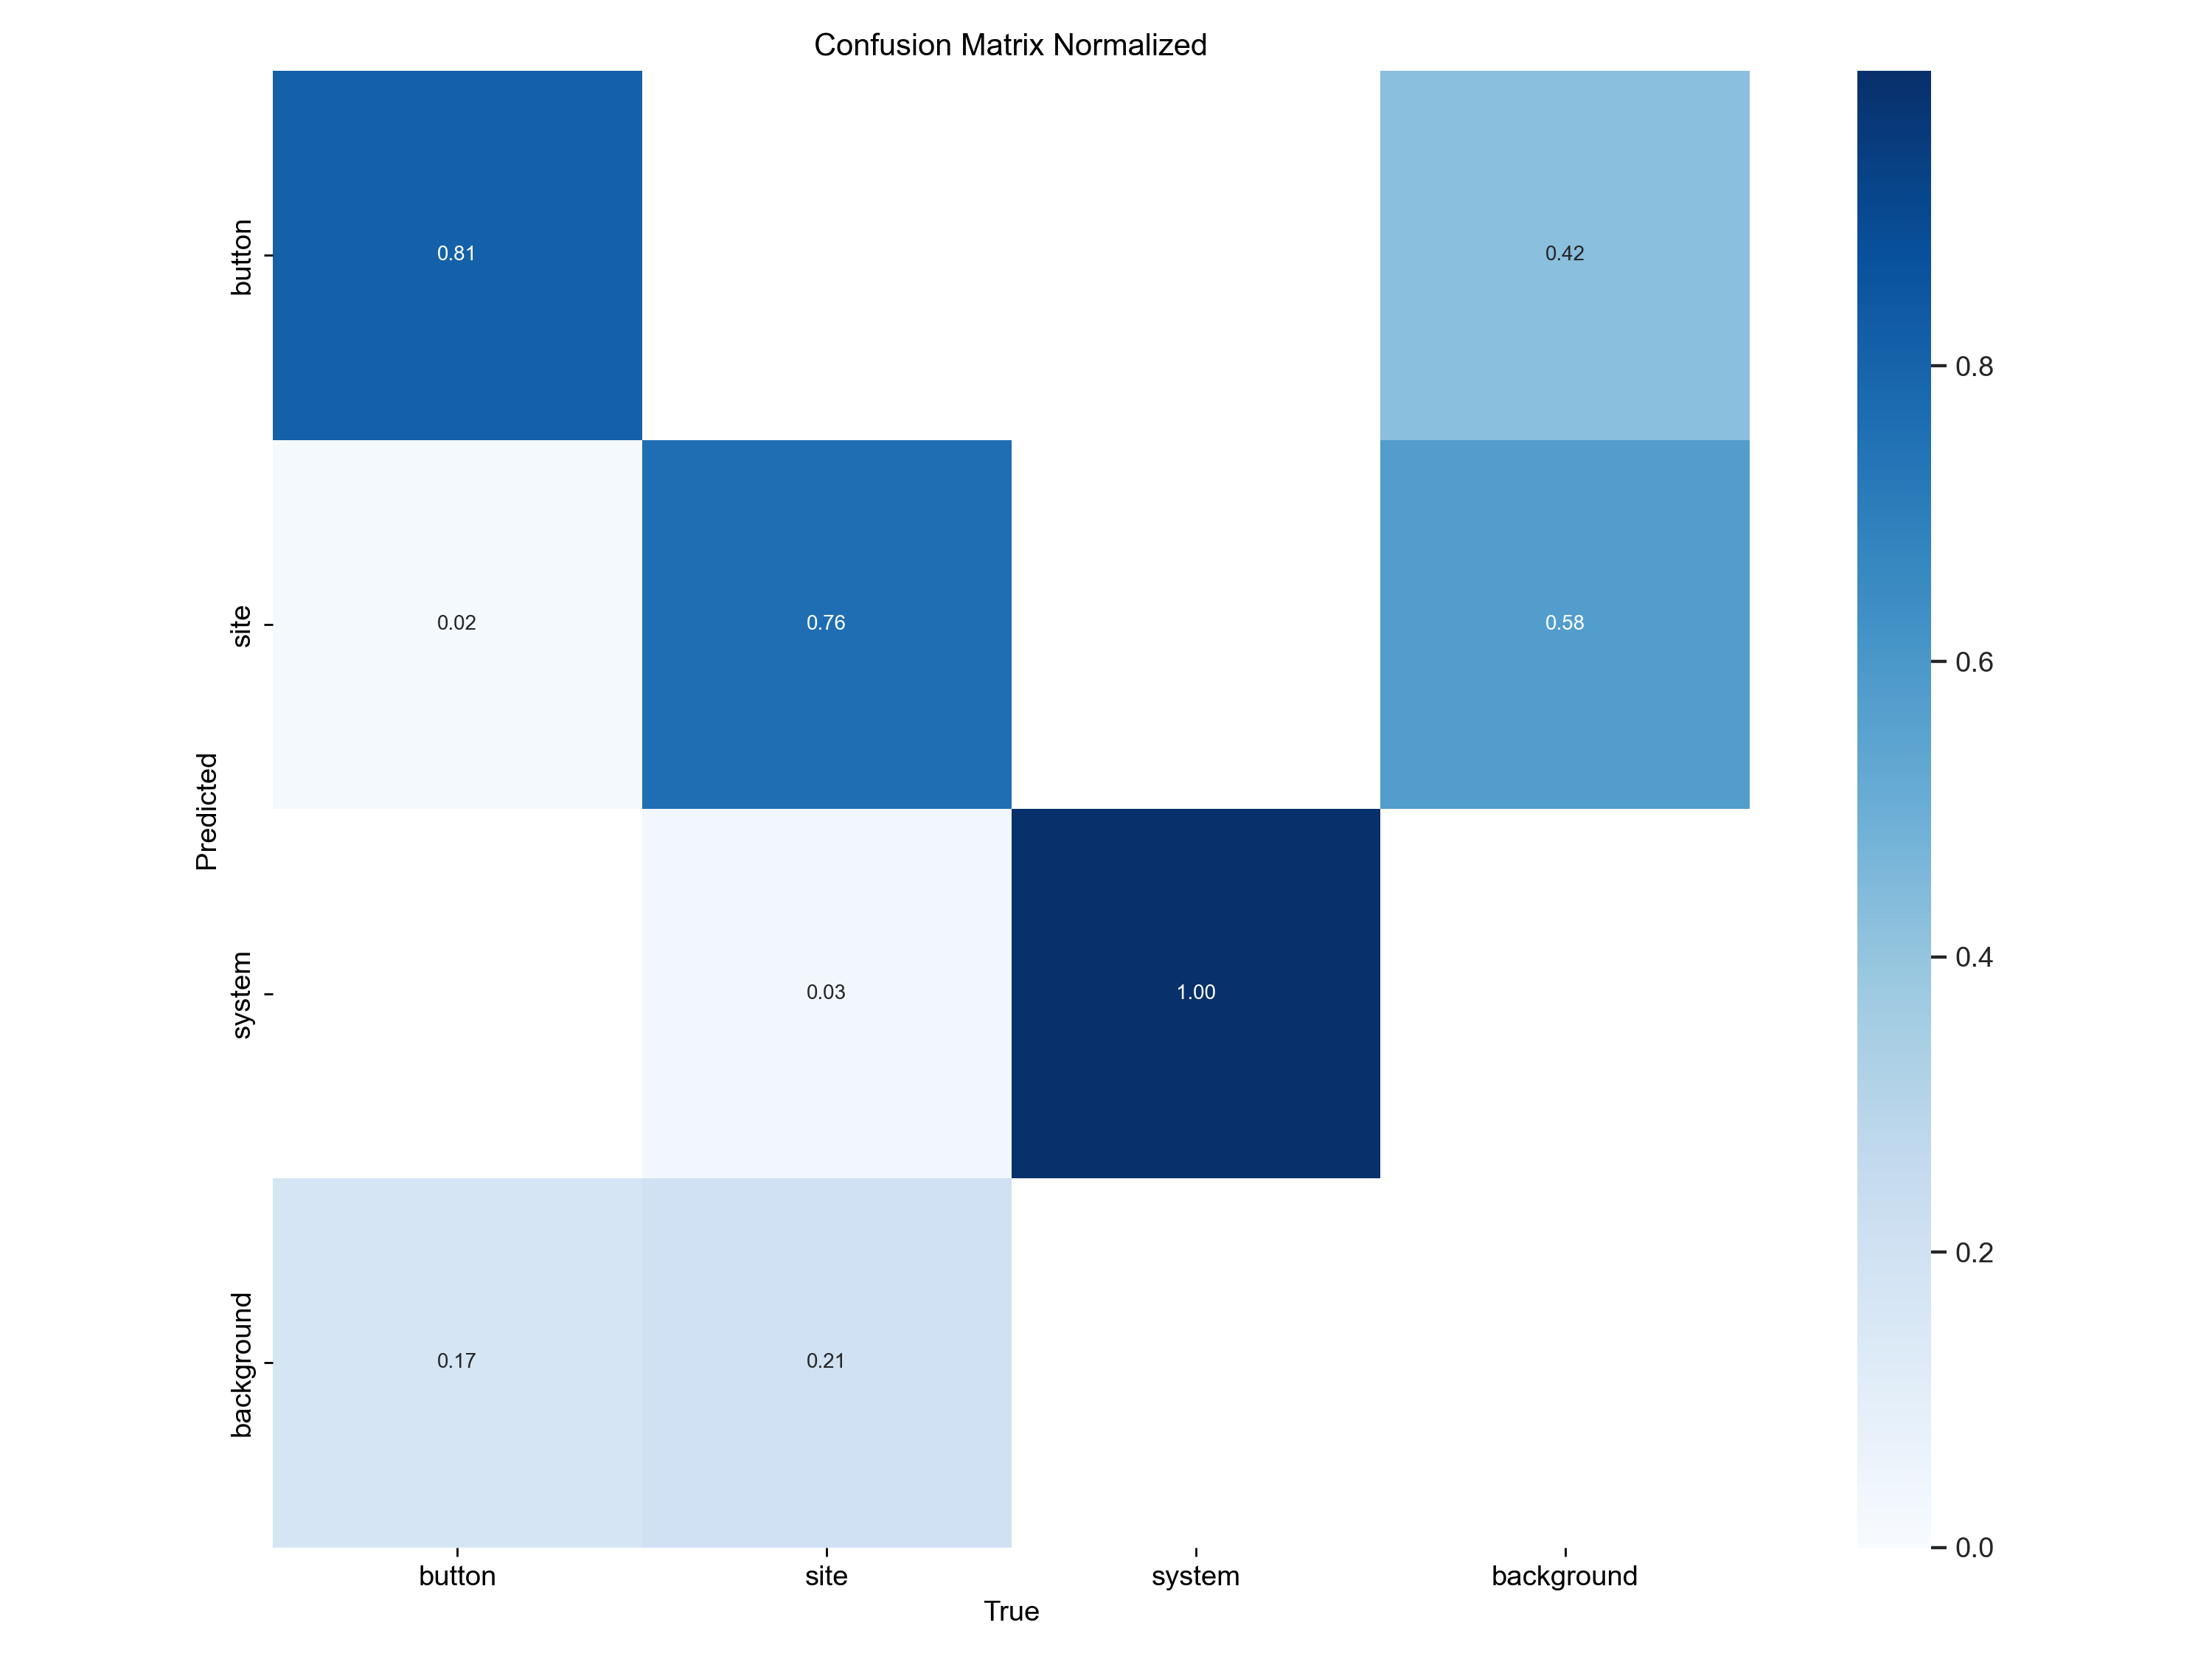 Confusion Matrix Normalized
button
0.81
0.42
0.8
site
0.02
0.76
0.58
0.6
Predicted
system
0.03
1.00
0.4
background
0.17
0.21
0.2
0.0
button
site
system
background
True